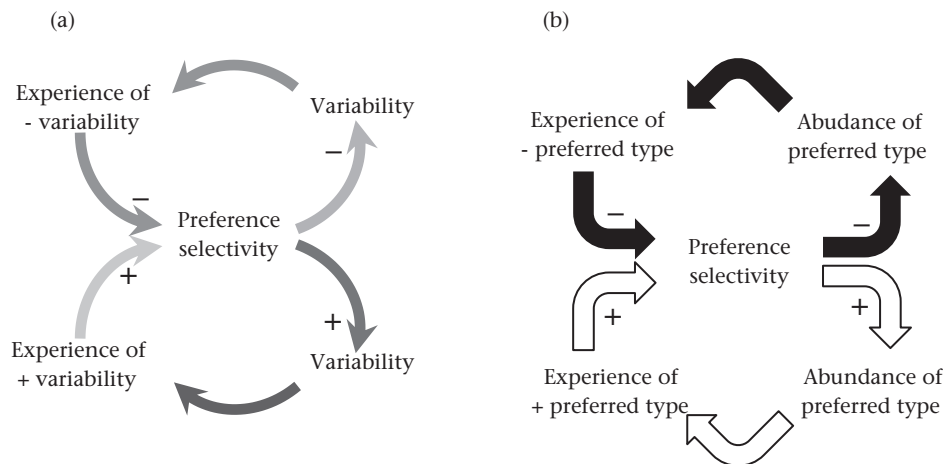 (a)
Experience of
- variability
Variability
−
−
Preference
selectivity
+
+
Experience of
+ variability
Variability
(b)
Experience of
- preferred type
Abudance of
preferred type
−
−
Preference
selectivity
+
+
Experience of
+ preferred type
Abundance of
preferred type